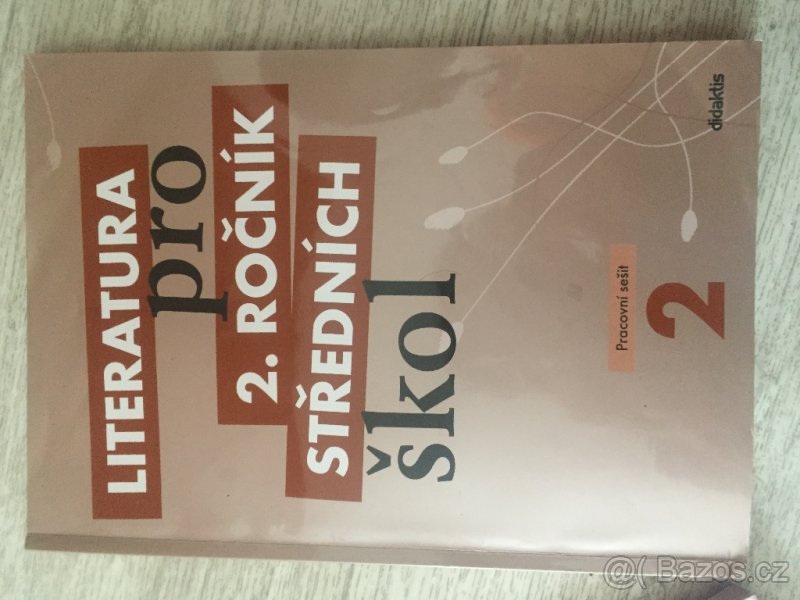 LITERATURA
pro
2. ROČNÍK
STŘEDNÍCH
škol
Pracovní sešit
2
didaktis
@( Bazos.cz